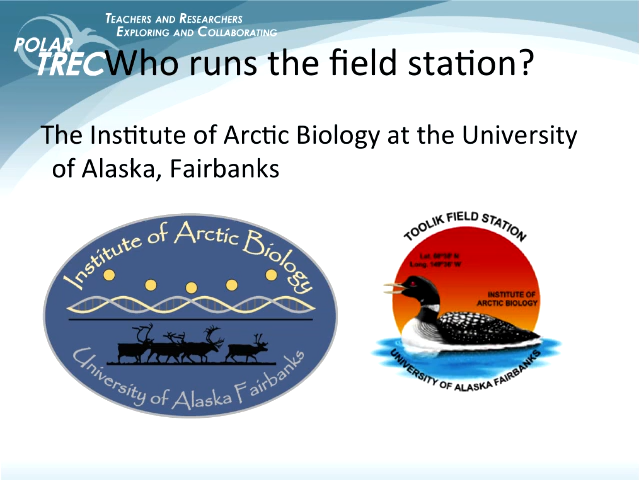 TEACHERS AND RESEARCHERS
EXPLORING AND COLLABORATING
POLAR
TREC
Who runs the field station?
The Institute of Arctic Biology at the University
of Alaska, Fairbanks
Institute of Arctic Biology
University of Alaska Fairbanks
TOOLIK FIELD STATION
INSTITUTE OF
ARCTIC BIOLOGY
UNIVERSITY OF ALASKA FAIRBANKS